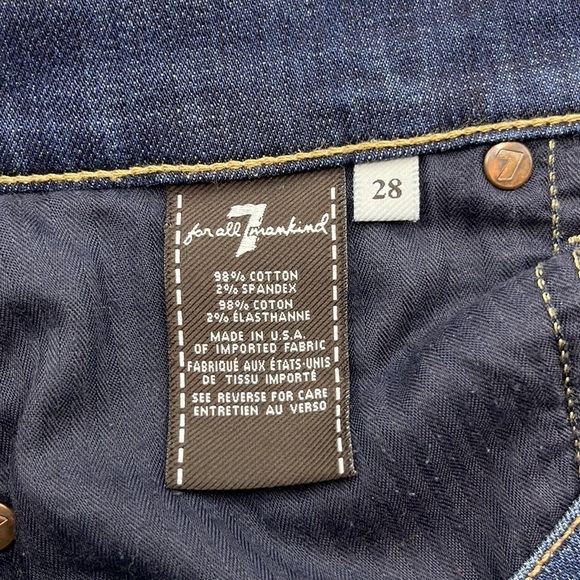 for all 7 mankind
28
7
98% COTTON
2% SPANDEX
98% COTON
2% ÉLASTHANNE
MADE IN U.S.A.
OF IMPORTED FABRIC
FABRIQUÉ AUX ÉTATS-UNIS
DE TISSU IMPORTÉ
SEE REVERSE FOR CARE
ENTRETIEN AU VERSO